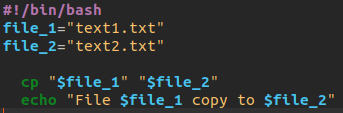 #!/bin/bash
file_1="text1.txt"
file_2="text2.txt"
cp "$file_1" "$file_2"
echo "File $file_1 copy to $file_2"